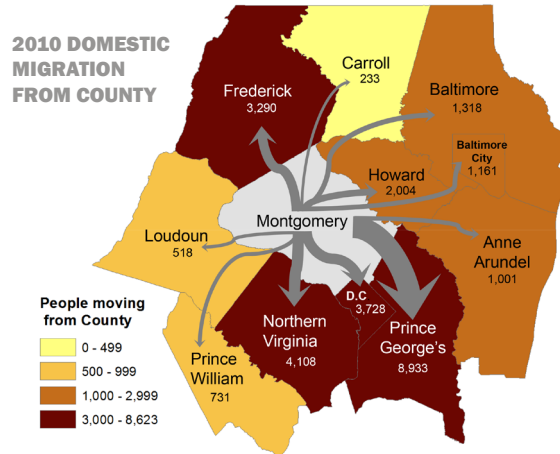 2010 DOMESTIC
MIGRATION
FROM COUNTY
Carroll
233
Frederick
3,290
Baltimore
1,318
Baltimore
City
1,161
Howard
2,004
Montgomery
Loudoun
518
Anne
Arundel
1,001
D.C
3,728
Northern
Virginia
4,108
Prince
George's
8,933
Prince
William
731
People moving
from County
0 - 499
500 - 999
1,000 - 2,999
3,000 - 8,623